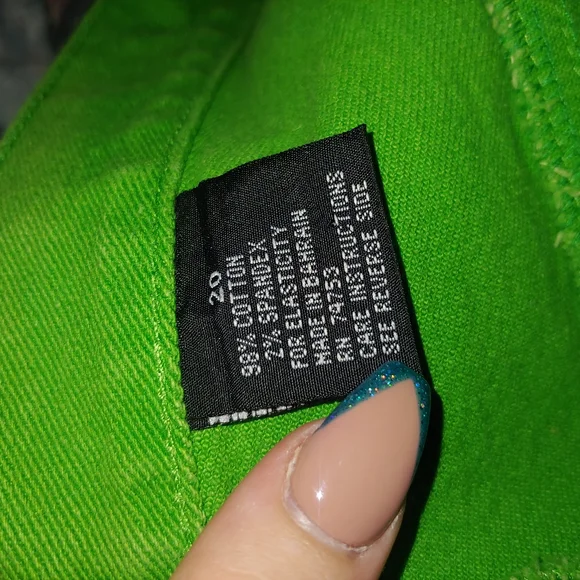 20
98% COTTON
2% SPANDEX
FOR ELASTICITY
MADE IN BAHRAIN
RN 74753
CARE INSTRUCTIONS
SEE REVERSE SIDE